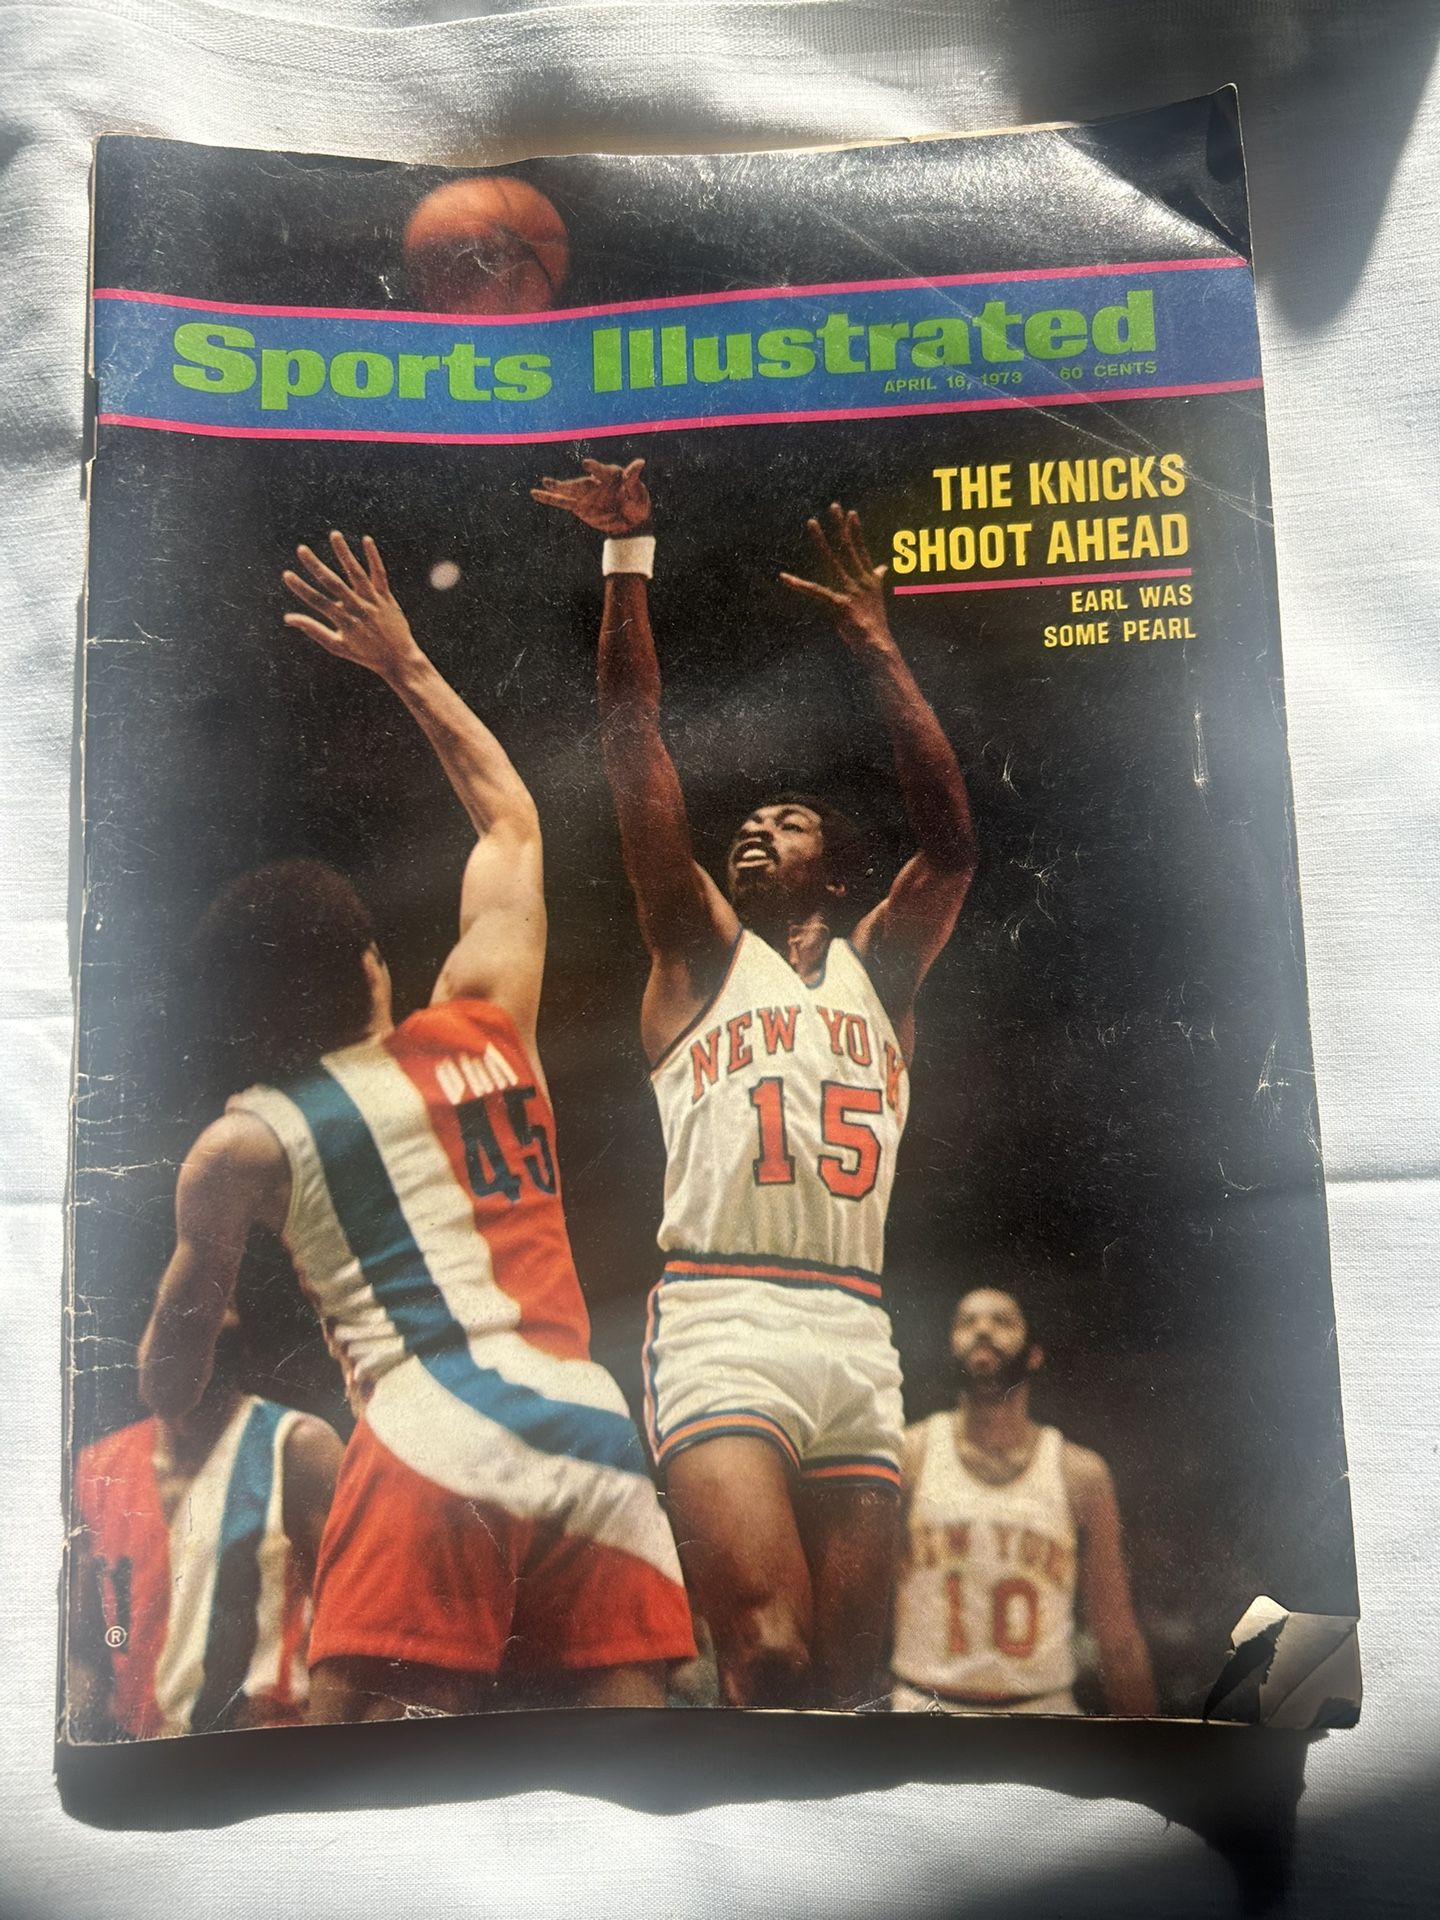 Sports Illustrated
APRIL 16, 1973 60 CENTS
THE KNICKS
SHOOT AHEAD
EARL WAS
SOME PEARL
NEW YORK
15
45
NEW YORK
10
®